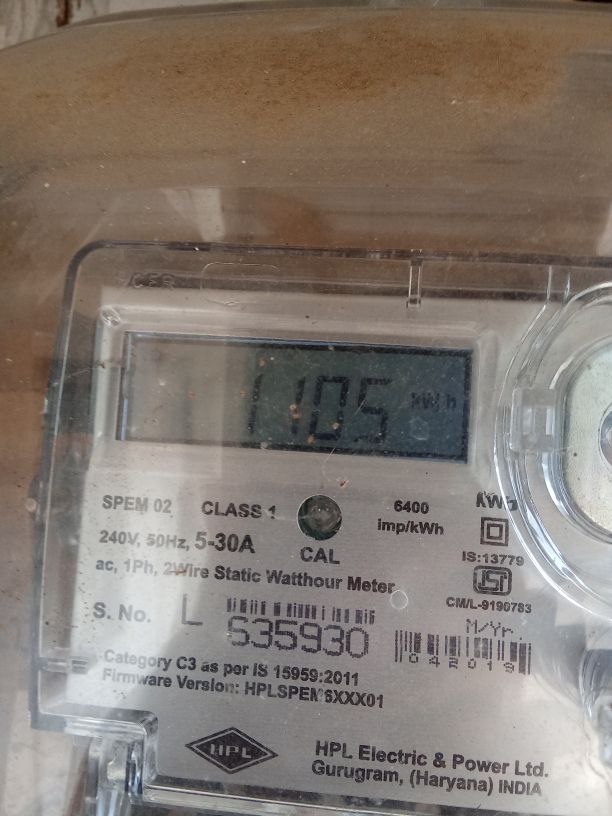 1105 kWh
SPEM 02 CLASS 1 6400 imp/kWh kWh
240V, 50Hz, 5-30A CAL IS:13779
ac, 1Ph, 2Wire Static Watthour Meter
CM/L-9190783
S. No. L 635930 M/Yr.
042019
Category C3 as per IS 15959:2011
Firmware Version: HPLSPEM6XXX01
HPL HPL Electric & Power Ltd.
Gurugram, (Haryana) INDIA